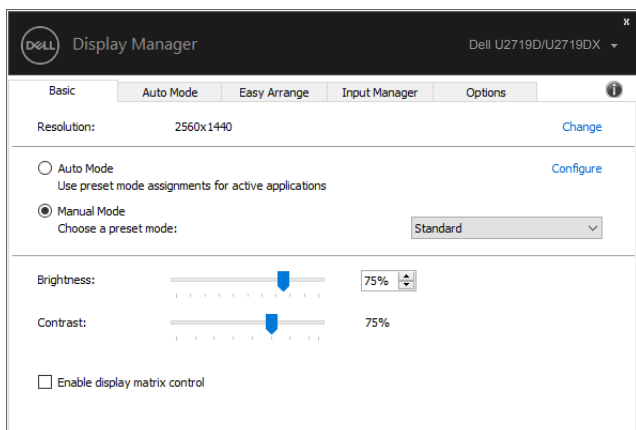 x
DELL Display Manager Dell U2719D/U2719DX
Basic Auto Mode Easy Arrange Input Manager Options i
Resolution: 2560x1440 Change
Auto Mode Configure
Use preset mode assignments for active applications
Manual Mode
Choose a preset mode: Standard
Brightness: 75%
Contrast: 75%
Enable display matrix control